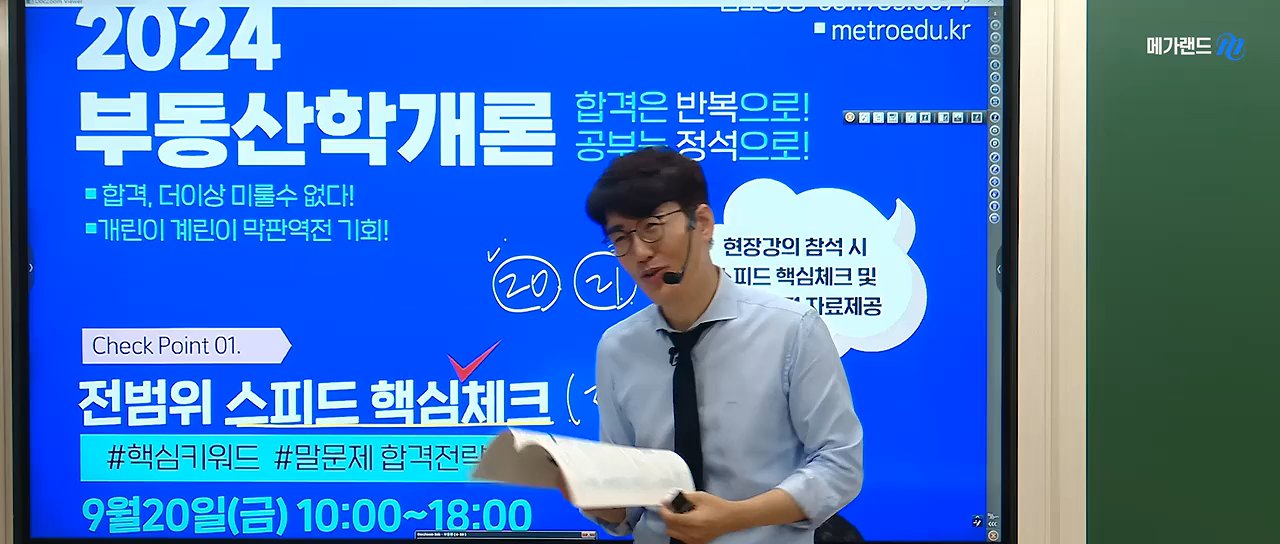 2024
metroedu.kr
메가랜드
부동산학개론
합격은 반복으로!
공부는 정석으로!
합격, 더이상 미룰수 없다!
개린이 계린이 막판역전 기회!
현장강의 참석 시
핵심체크 및
자료제공
20 21
Check Point 01.
전범위 스피드 핵심체크
#핵심키워드 #말문제 합격전략
9월20일(금) 10:00~18:00